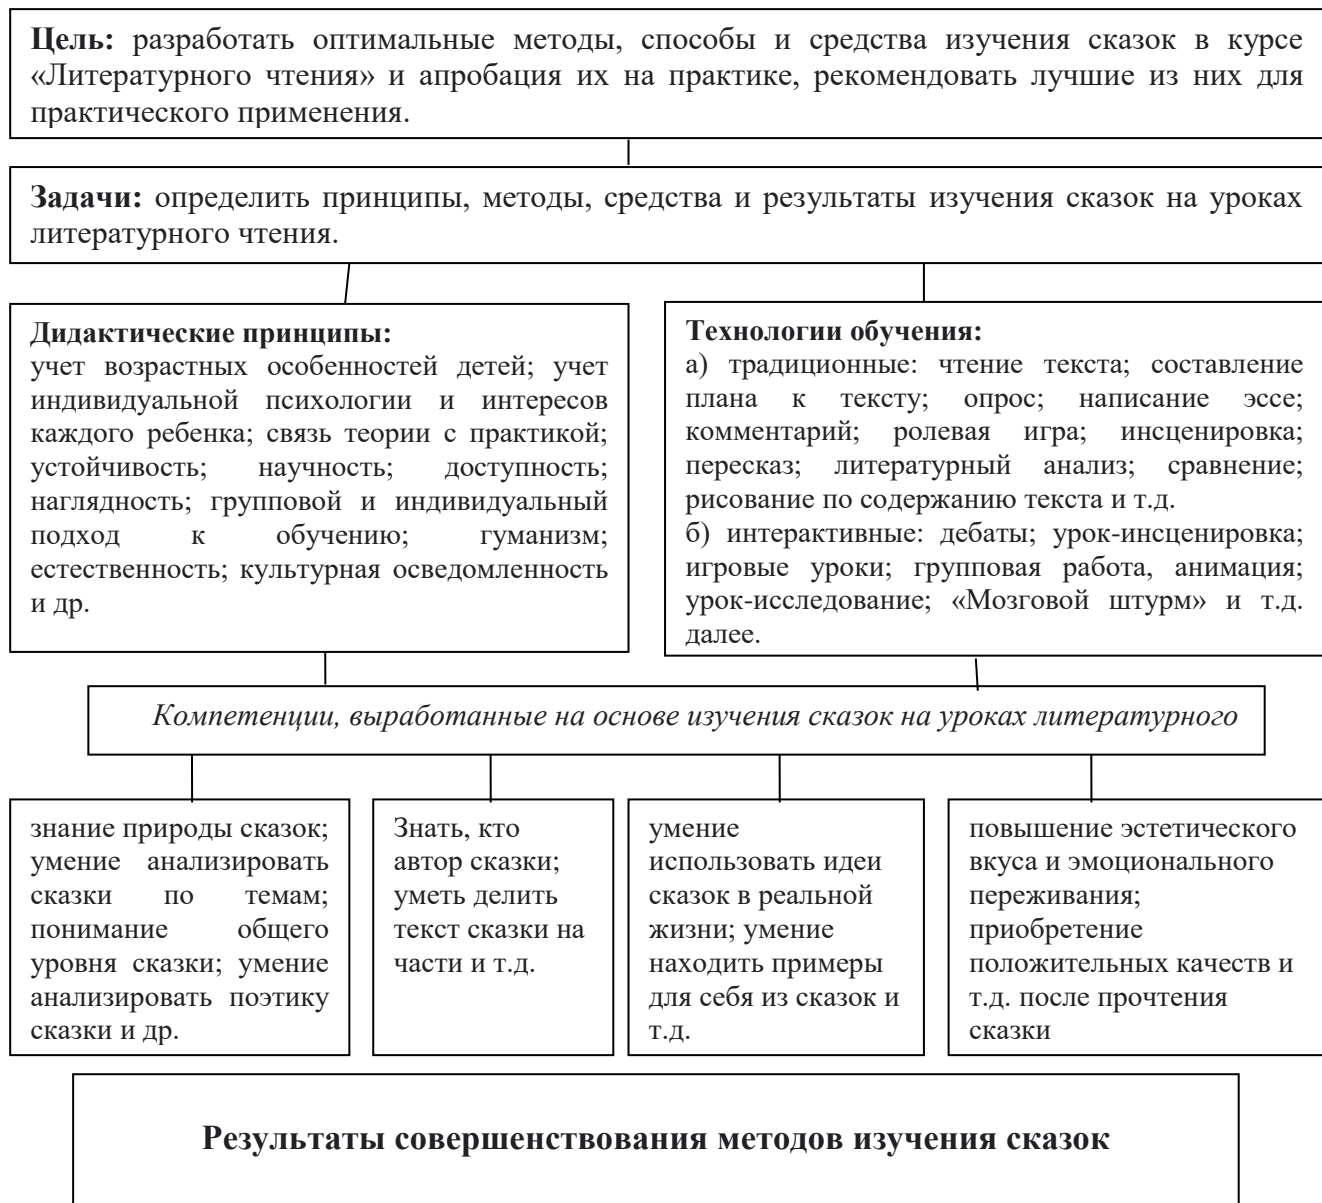 Цель: разработать оптимальные методы, способы и средства изучения сказок в курсе
«Литературного чтения» и апробация их на практике, рекомендовать лучшие из них для
практического применения.
Задачи: определить принципы, методы, средства и результаты изучения сказок на уроках
литературного чтения.
Дидактические принципы:
учет возрастных особенностей детей; учет
индивидуальной психологии и интересов
каждого ребенка; связь теории с практикой;
устойчивость; научность; доступность;
наглядность; групповой и индивидуальный
подход к обучению; гуманизм;
естественность; культурная осведомленность
и др.
Технологии обучения:
а) традиционные: чтение текста; составление
плана к тексту; опрос; написание эссе;
комментарий; ролевая игра; инсценировка;
пересказ; литературный анализ; сравнение;
рисование по содержанию текста и т.д.
б) интерактивные: дебаты; урок-инсценировка;
игровые уроки; групповая работа, анимация;
урок-исследование; «Мозговой штурм» и т.д.
далее.
Компетенции, выработанные на основе изучения сказок на уроках литературного
знание природы сказок;
умение анализировать
сказки по темам;
понимание общего
уровня сказки; умение
анализировать поэтику
сказки и др.
Знать, кто
автор сказки;
уметь делить
текст сказки на
части и т.д.
умение
использовать идеи
сказок в реальной
жизни; умение
находить примеры
для себя из сказок и
т.д.
повышение эстетического
вкуса и эмоционального
переживания;
приобретение
положительных качеств и
т.д. после прочтения
сказки
Результаты совершенствования методов изучения сказок